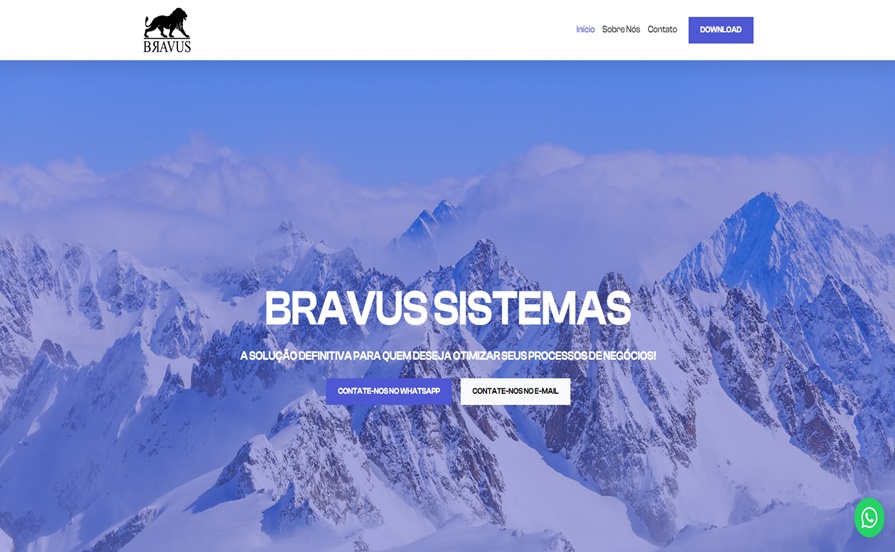 BRAVUS
Início Sobre Nós Contato DOWNLOAD
BRAVUS SISTEMAS
A SOLUÇÃO DEFINITIVA PARA QUEM DESEJA OTIMIZAR SEUS PROCESSOS DE NEGÓCIOS!
CONTATE-NOS NO WHATSAPP CONTATE-NOS NO E-MAIL